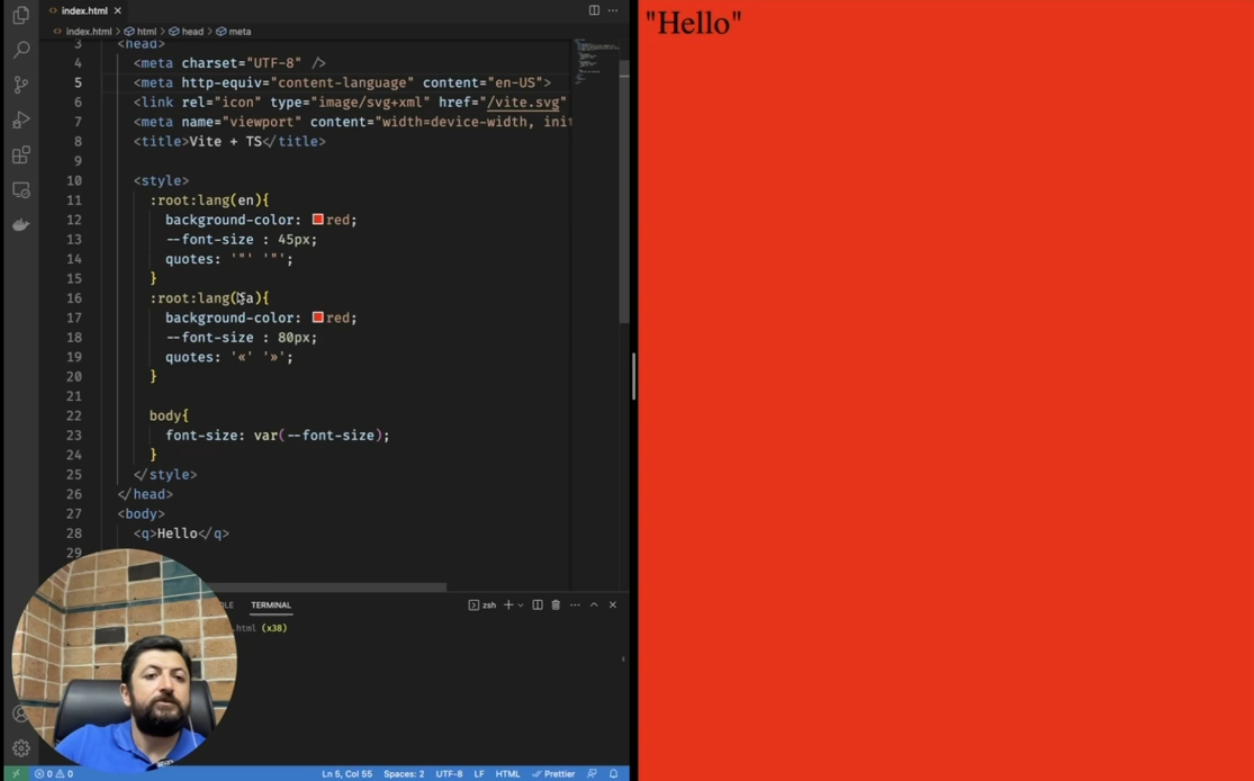 index.html
index.html > html > head > meta
3 <head>
4 <meta charset="UTF-8" />
5 <meta http-equiv="content-language" content="en-US">
6 <link rel="icon" type="image/svg+xml" href="/vite.svg"
7 <meta name="viewport" content="width=device-width, init
8 <title>Vite + TS</title>
9
10 <style>
11 :root:lang(en){
12 background-color: red;
13 --font-size : 45px;
14 quotes: '"' '"';
15 }
16 :root:lang(fa){
17 background-color: red;
18 --font-size : 80px;
19 quotes: '«' '»';
20 }
21
22 body{
23 font-size: var(--font-size);
24 }
25 </style>
26 </head>
27 <body>
28 <q>Hello</q>
29
TERMINAL
zsh
.html (x38)
0 0
Ln 5, Col 55 Spaces: 2 UTF-8 LF HTML Prettier
"Hello"